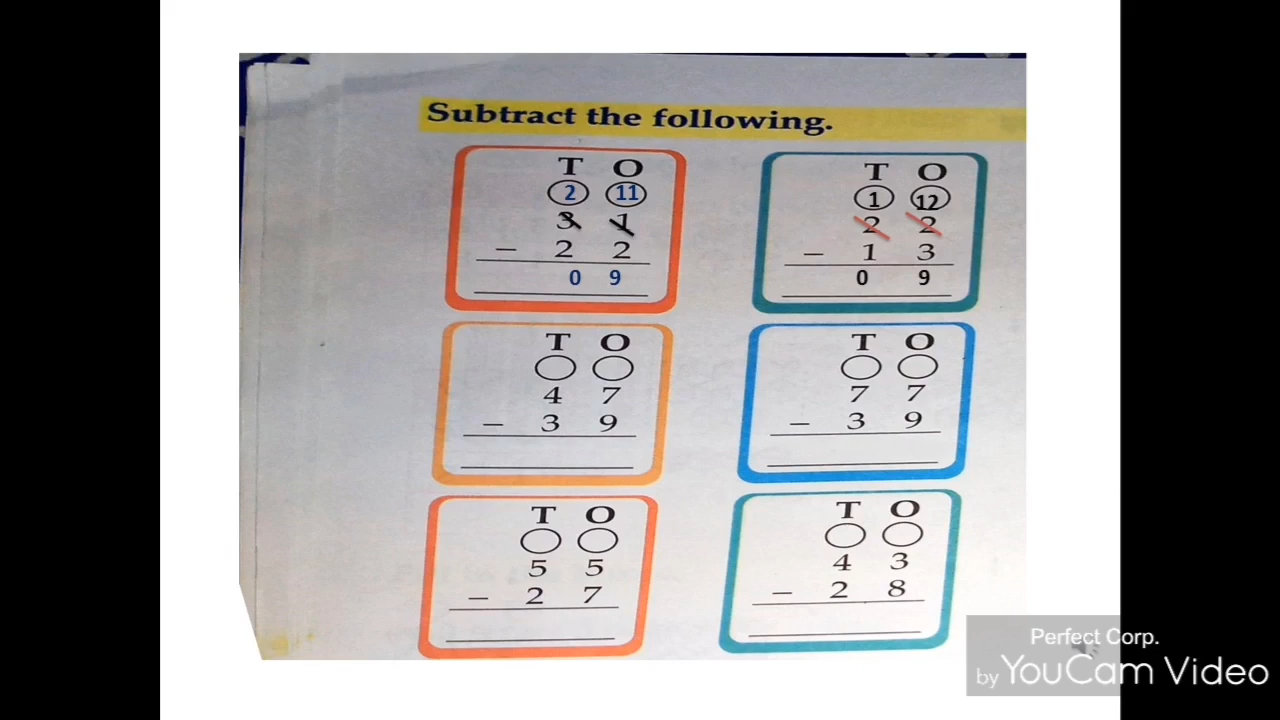 Subtract the following.
T O
2 11
3 1
− 2 2
0 9
T O
1 12
2 2
− 1 3
0 9
T O
4 7
− 3 9
T O
7 7
− 3 9
T O
5 5
− 2 7
T O
4 3
− 2 8
Perfect Corp.
by YouCam Video